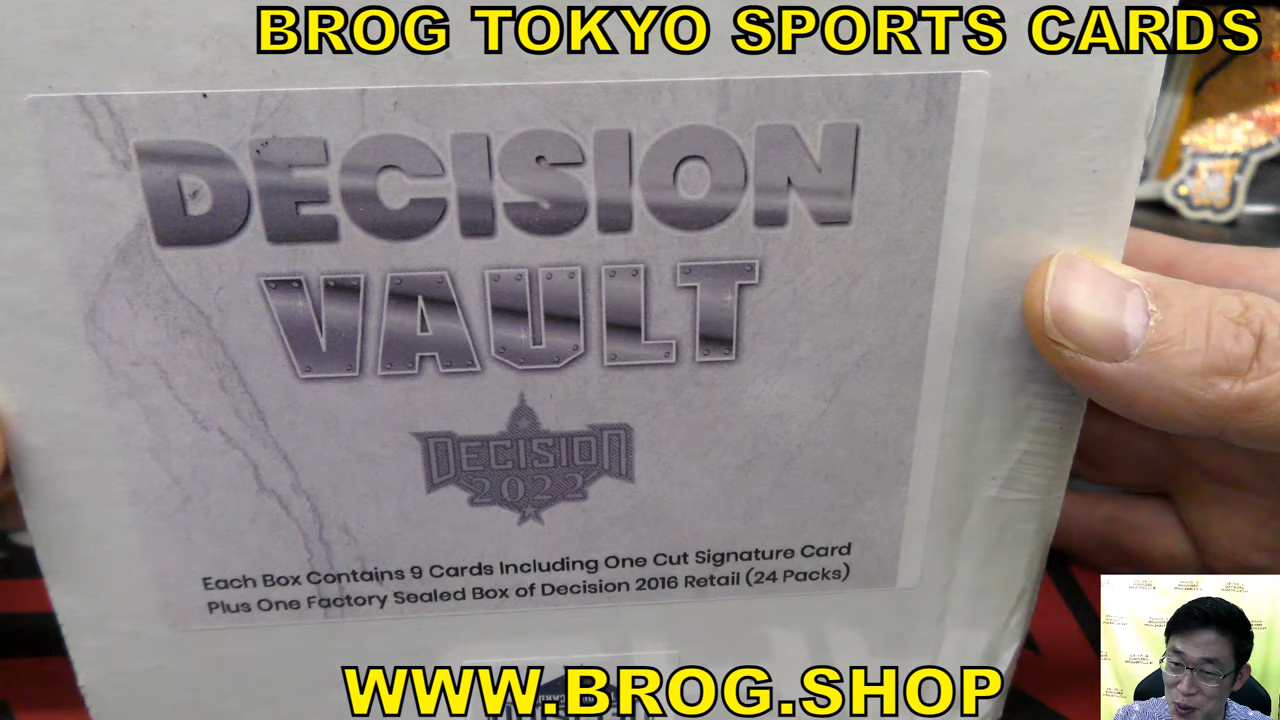 BROG TOKYO SPORTS CARDS
DECISION
VAULT
DECISION
2022
Each Box Contains 9 Cards Including One Cut Signature Card
Plus One Factory Sealed Box of Decision 2016 Retail (24 Packs)
WWW.BROG.SHOP